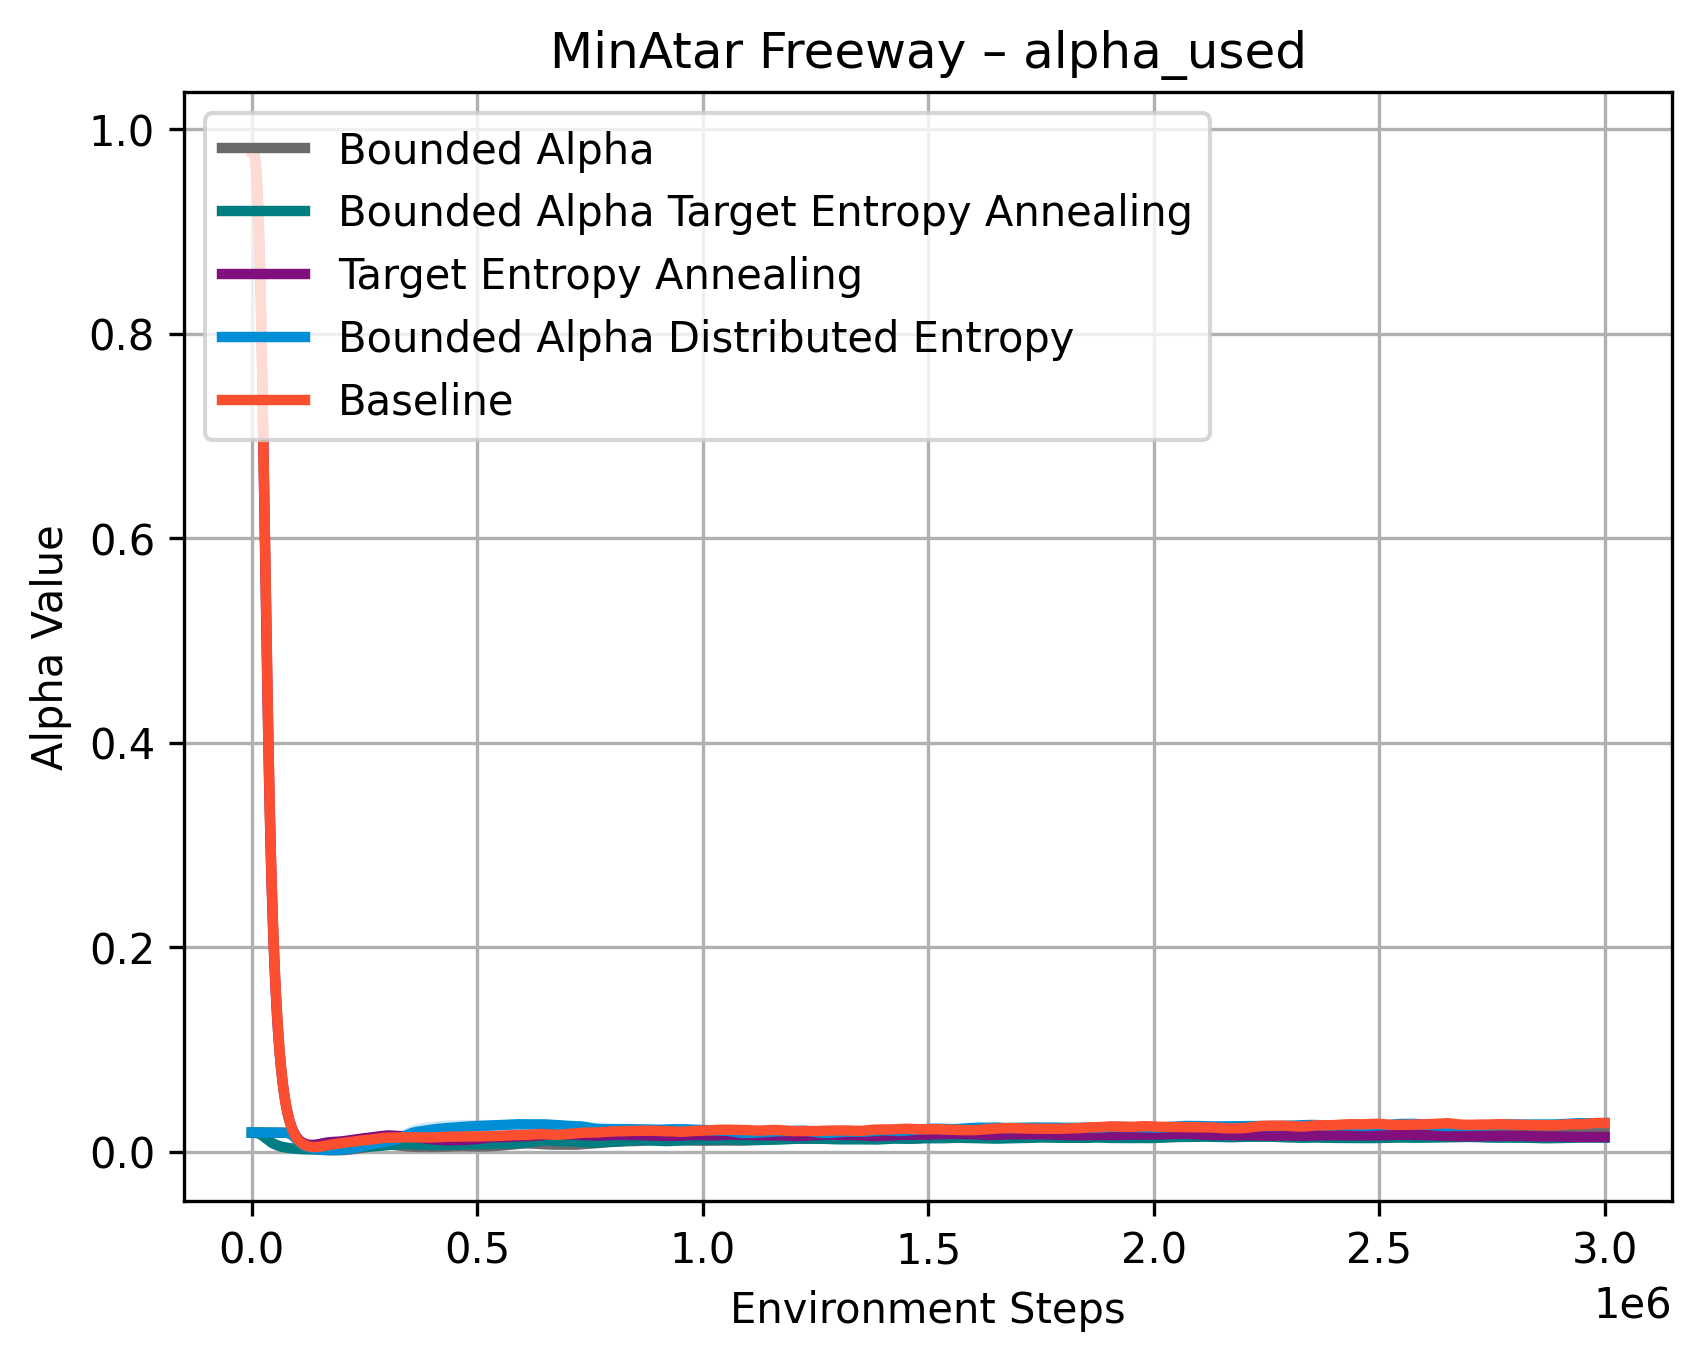 MinAtar Freeway – alpha_used
Bounded Alpha
Bounded Alpha Target Entropy Annealing
Target Entropy Annealing
Bounded Alpha Distributed Entropy
Baseline
Alpha Value
1.0
0.8
0.6
0.4
0.2
0.0
0.0 0.5 1.0 1.5 2.0 2.5 3.0
1e6
Environment Steps